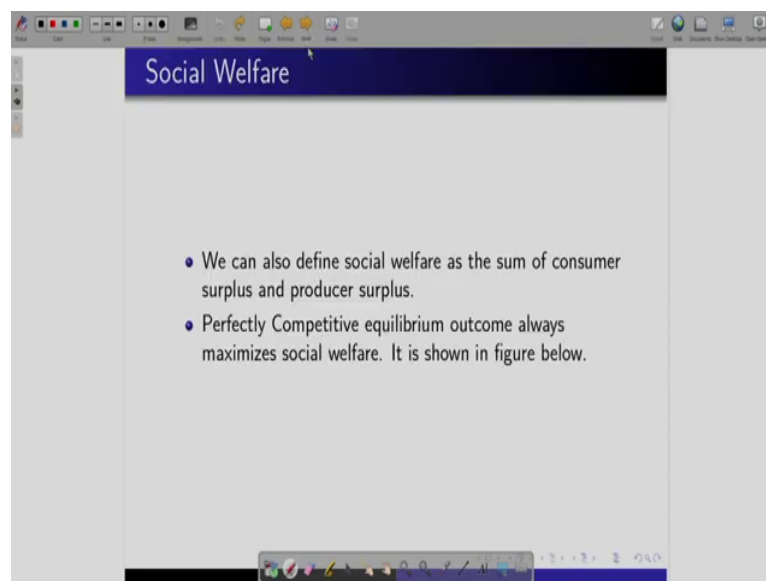 Social Welfare
We can also define social welfare as the sum of consumer
surplus and producer surplus.
Perfectly Competitive equilibrium outcome always
maximizes social welfare. It is shown in figure below.